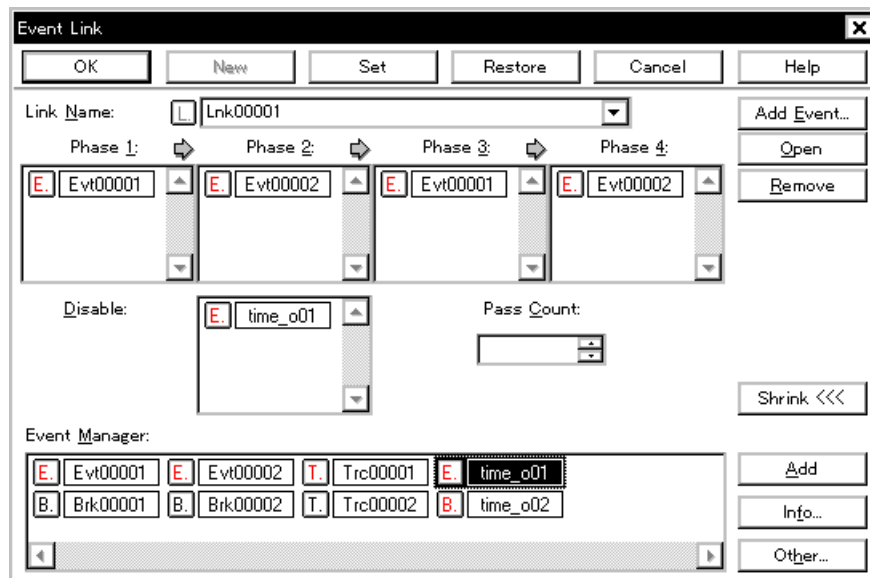 Event Link
OK New Set Restore Cancel Help
Link Name: L. Lnk00001 Add Event...
Phase 1: Phase 2: Phase 3: Phase 4: Open
E. Evt00001 E. Evt00002 E. Evt00001 E. Evt00002 Remove
Disable: E. time_o01 Pass Count:
Shrink <<<
Event Manager:
E. Evt00001 E. Evt00002 T. Trc00001 E. time_o01 Add
B. Brk00001 B. Brk00002 T. Trc00002 B. time_o02
Info...
Other...